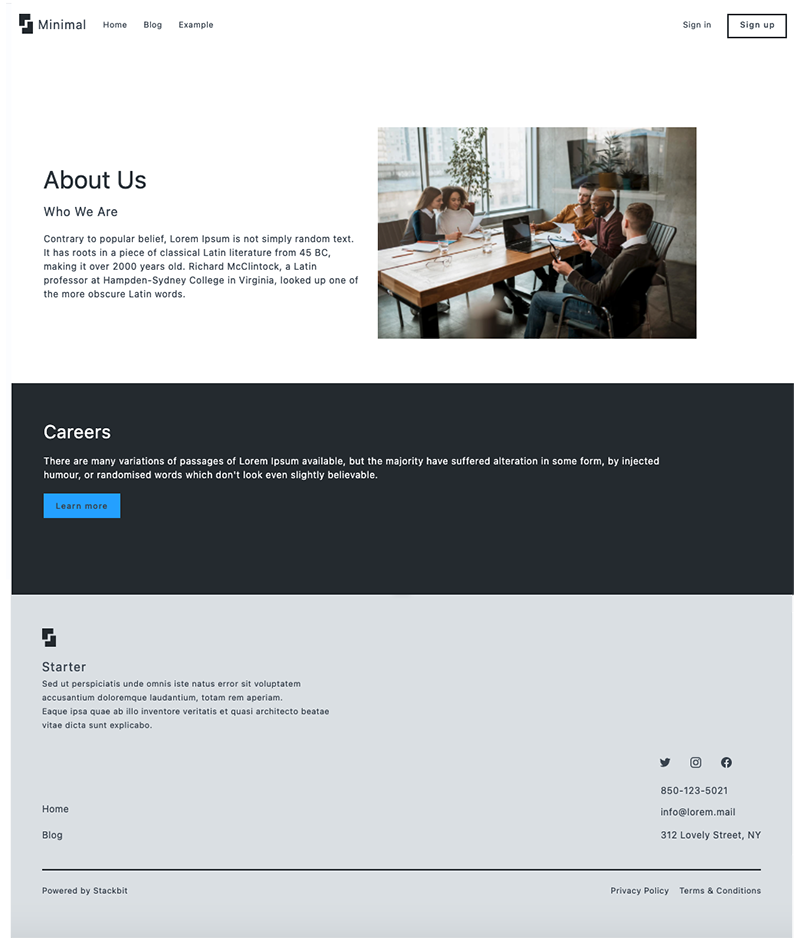 Minimal
Home
Blog
Example
Sign in
Sign up
About Us
Who We Are
Contrary to popular belief, Lorem Ipsum is not simply random text.
It has roots in a piece of classical Latin literature from 45 BC,
making it over 2000 years old. Richard McClintock, a Latin
professor at Hampden-Sydney College in Virginia, looked up one of
the more obscure Latin words.
Careers
There are many variations of passages of Lorem Ipsum available, but the majority have suffered alteration in some form, by injected
humour, or randomised words which don't look even slightly believable.
Learn more
Starter
Sed ut perspiciatis unde omnis iste natus error sit voluptatem
accusantium doloremque laudantium, totam rem aperiam.
Eaque ipsa quae ab illo inventore veritatis et quasi architecto beatae
vitae dicta sunt explicabo.
Home
Blog
850-123-5021
info@lorem.mail
312 Lovely Street, NY
Powered by Stackbit
Privacy Policy
Terms & Conditions